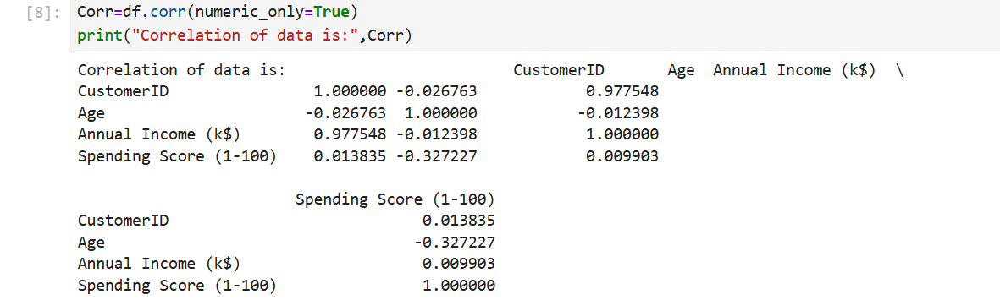 [8]: Corr=df.corr(numeric_only=True)
print("Correlation of data is:",Corr)
Correlation of data is:                         CustomerID       Age  Annual Income (k$)  \
CustomerID                1.000000 -0.026763            0.977548
Age                      -0.026763  1.000000           -0.012398
Annual Income (k$)        0.977548 -0.012398            1.000000
Spending Score (1-100)    0.013835 -0.327227            0.009903
Spending Score (1-100)
CustomerID                            0.013835
Age                                  -0.327227
Annual Income (k$)                    0.009903
Spending Score (1-100)                1.000000